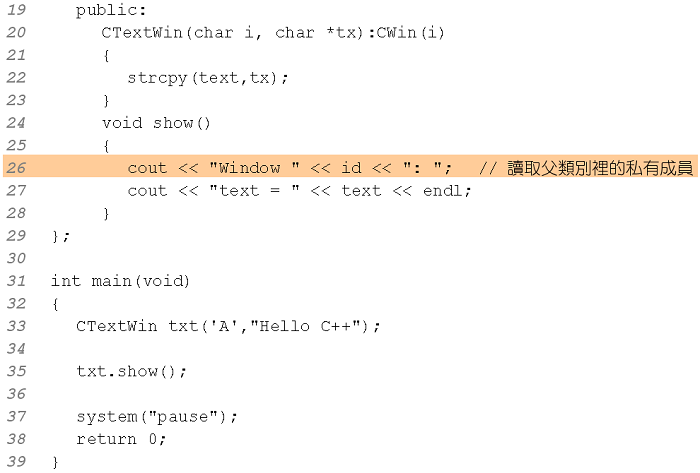 19 public:
20 CTextWin(char i, char *tx):CWin(i)
21 {
22 strcpy(text,tx);
23 }
24 void show()
25 {
26 cout << "Window " << id << ": "; // 讀取父類別裡的私有成員
27 cout << "text = " << text << endl;
28 }
29 };
30
31 int main(void)
32 {
33 CTextWin txt('A',"Hello C++");
34
35 txt.show();
36
37 system("pause");
38 return 0;
39 }